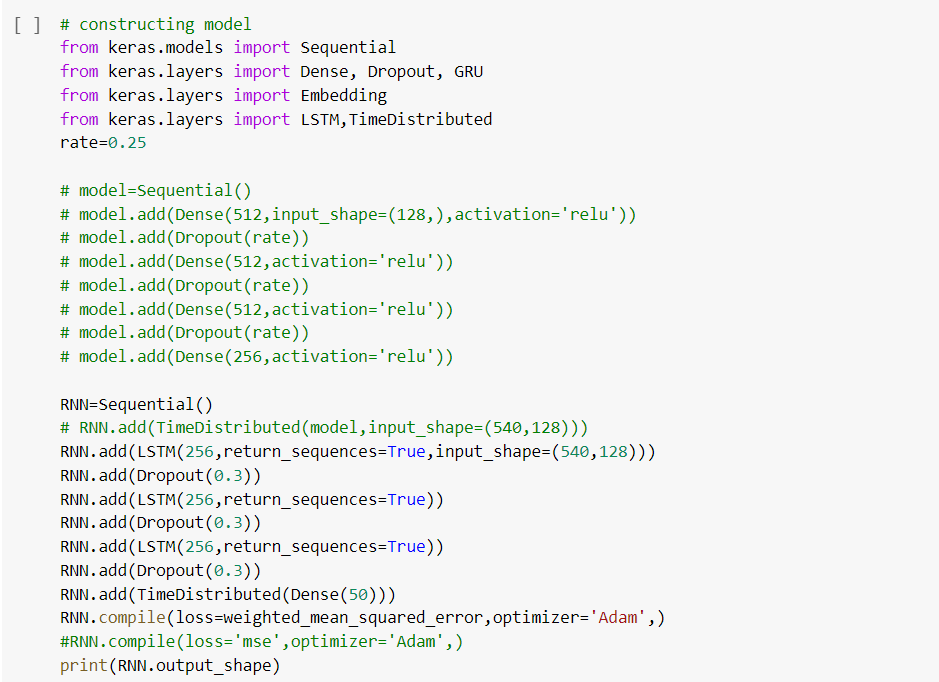 [ ] # constructing model
from keras.models import Sequential
from keras.layers import Dense, Dropout, GRU
from keras.layers import Embedding
from keras.layers import LSTM,TimeDistributed
rate=0.25
# model=Sequential()
# model.add(Dense(512,input_shape=(128,),activation='relu'))
# model.add(Dropout(rate))
# model.add(Dense(512,activation='relu'))
# model.add(Dropout(rate))
# model.add(Dense(512,activation='relu'))
# model.add(Dropout(rate))
# model.add(Dense(256,activation='relu'))
RNN=Sequential()
# RNN.add(TimeDistributed(model,input_shape=(540,128)))
RNN.add(LSTM(256,return_sequences=True,input_shape=(540,128)))
RNN.add(Dropout(0.3))
RNN.add(LSTM(256,return_sequences=True))
RNN.add(Dropout(0.3))
RNN.add(LSTM(256,return_sequences=True))
RNN.add(Dropout(0.3))
RNN.add(TimeDistributed(Dense(50)))
RNN.compile(loss=weighted_mean_squared_error,optimizer='Adam',)
#RNN.compile(loss='mse',optimizer='Adam',)
print(RNN.output_shape)